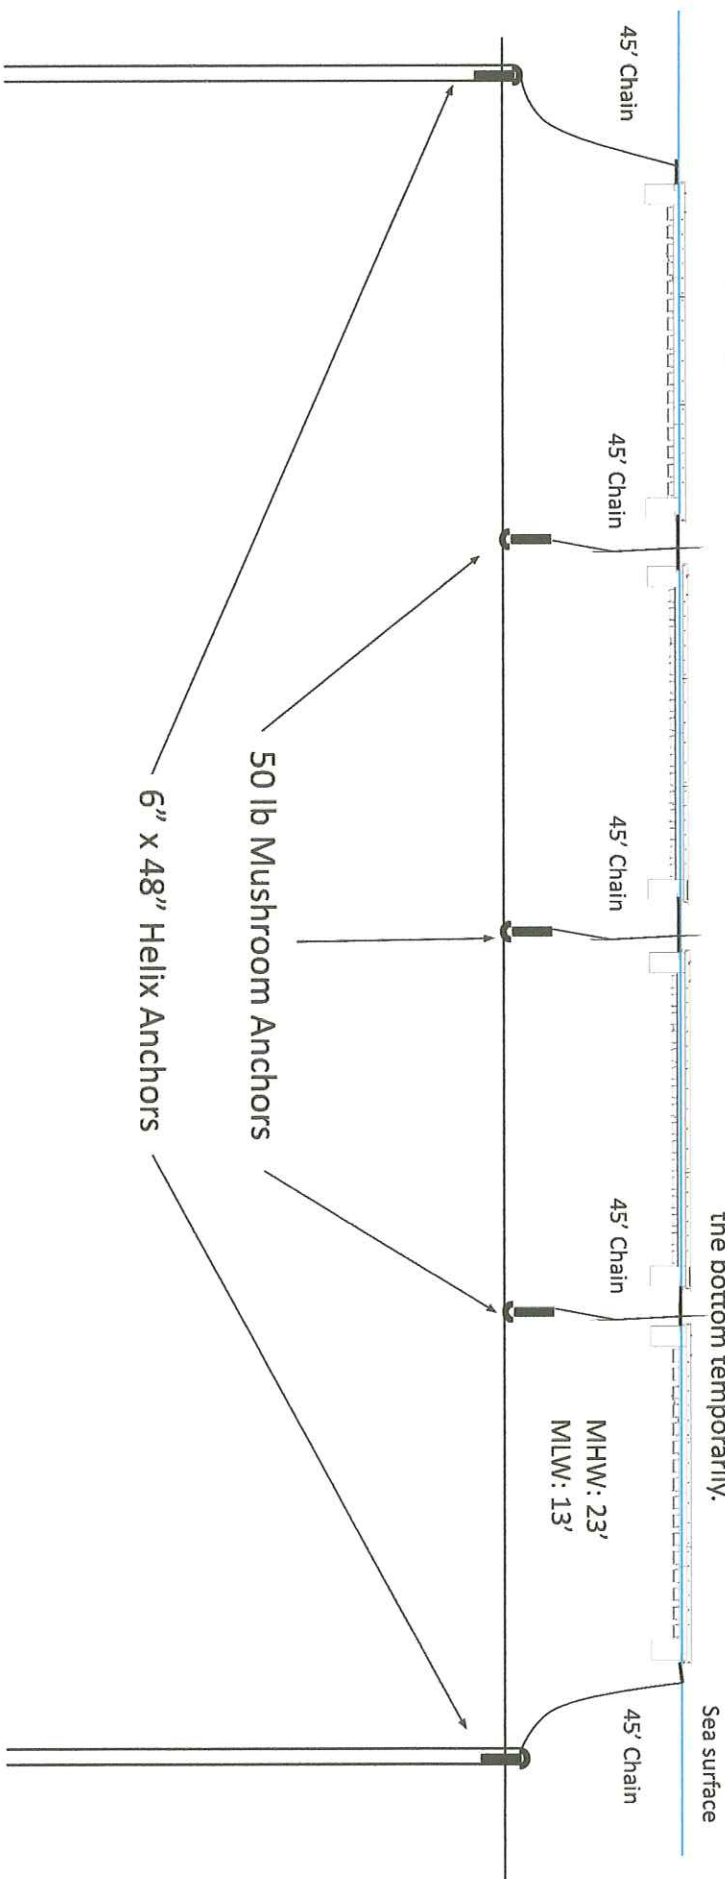 the bottom temporarily.
Sea surface
45' Chain
45' Chain
45' Chain
45' Chain
45' Chain
MHW: 23'
MLW: 13'
50 lb Mushroom Anchors
6” x 48” Helix Anchors